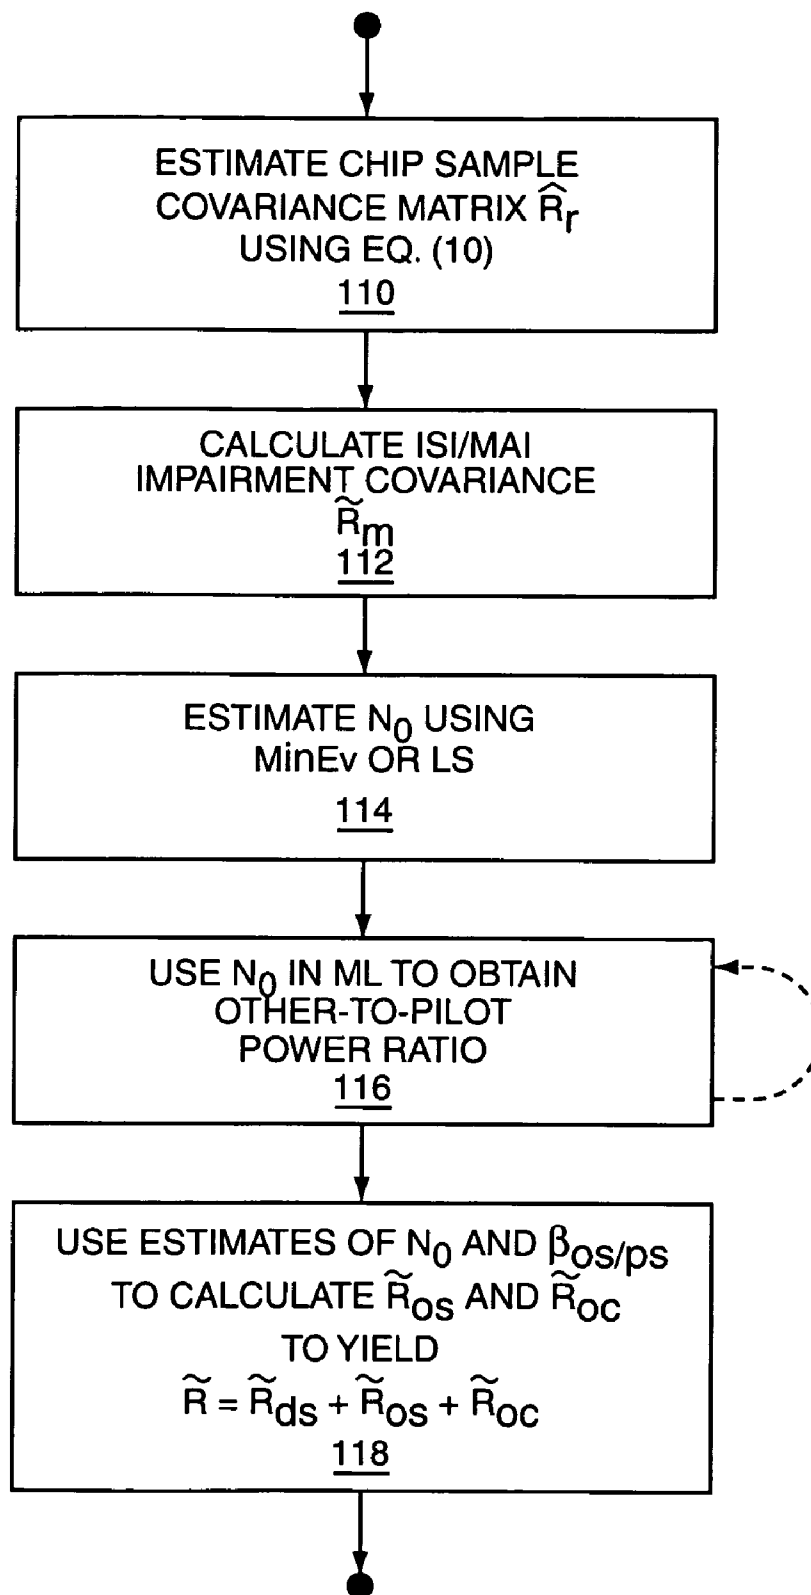 ESTIMATE CHIP SAMPLE
COVARIANCE MATRIX R̂r
USING EQ. (10)
110
CALCULATE ISI/MAI
IMPAIRMENT COVARIANCE
R̃m
112
ESTIMATE N0 USING
MinEv OR LS
114
USE N0 IN ML TO OBTAIN
OTHER-TO-PILOT
POWER RATIO
116
USE ESTIMATES OF N0 AND βos/ps
TO CALCULATE R̃os AND R̃oc
TO YIELD
R̃ = R̃ds + R̃os + R̃oc
118